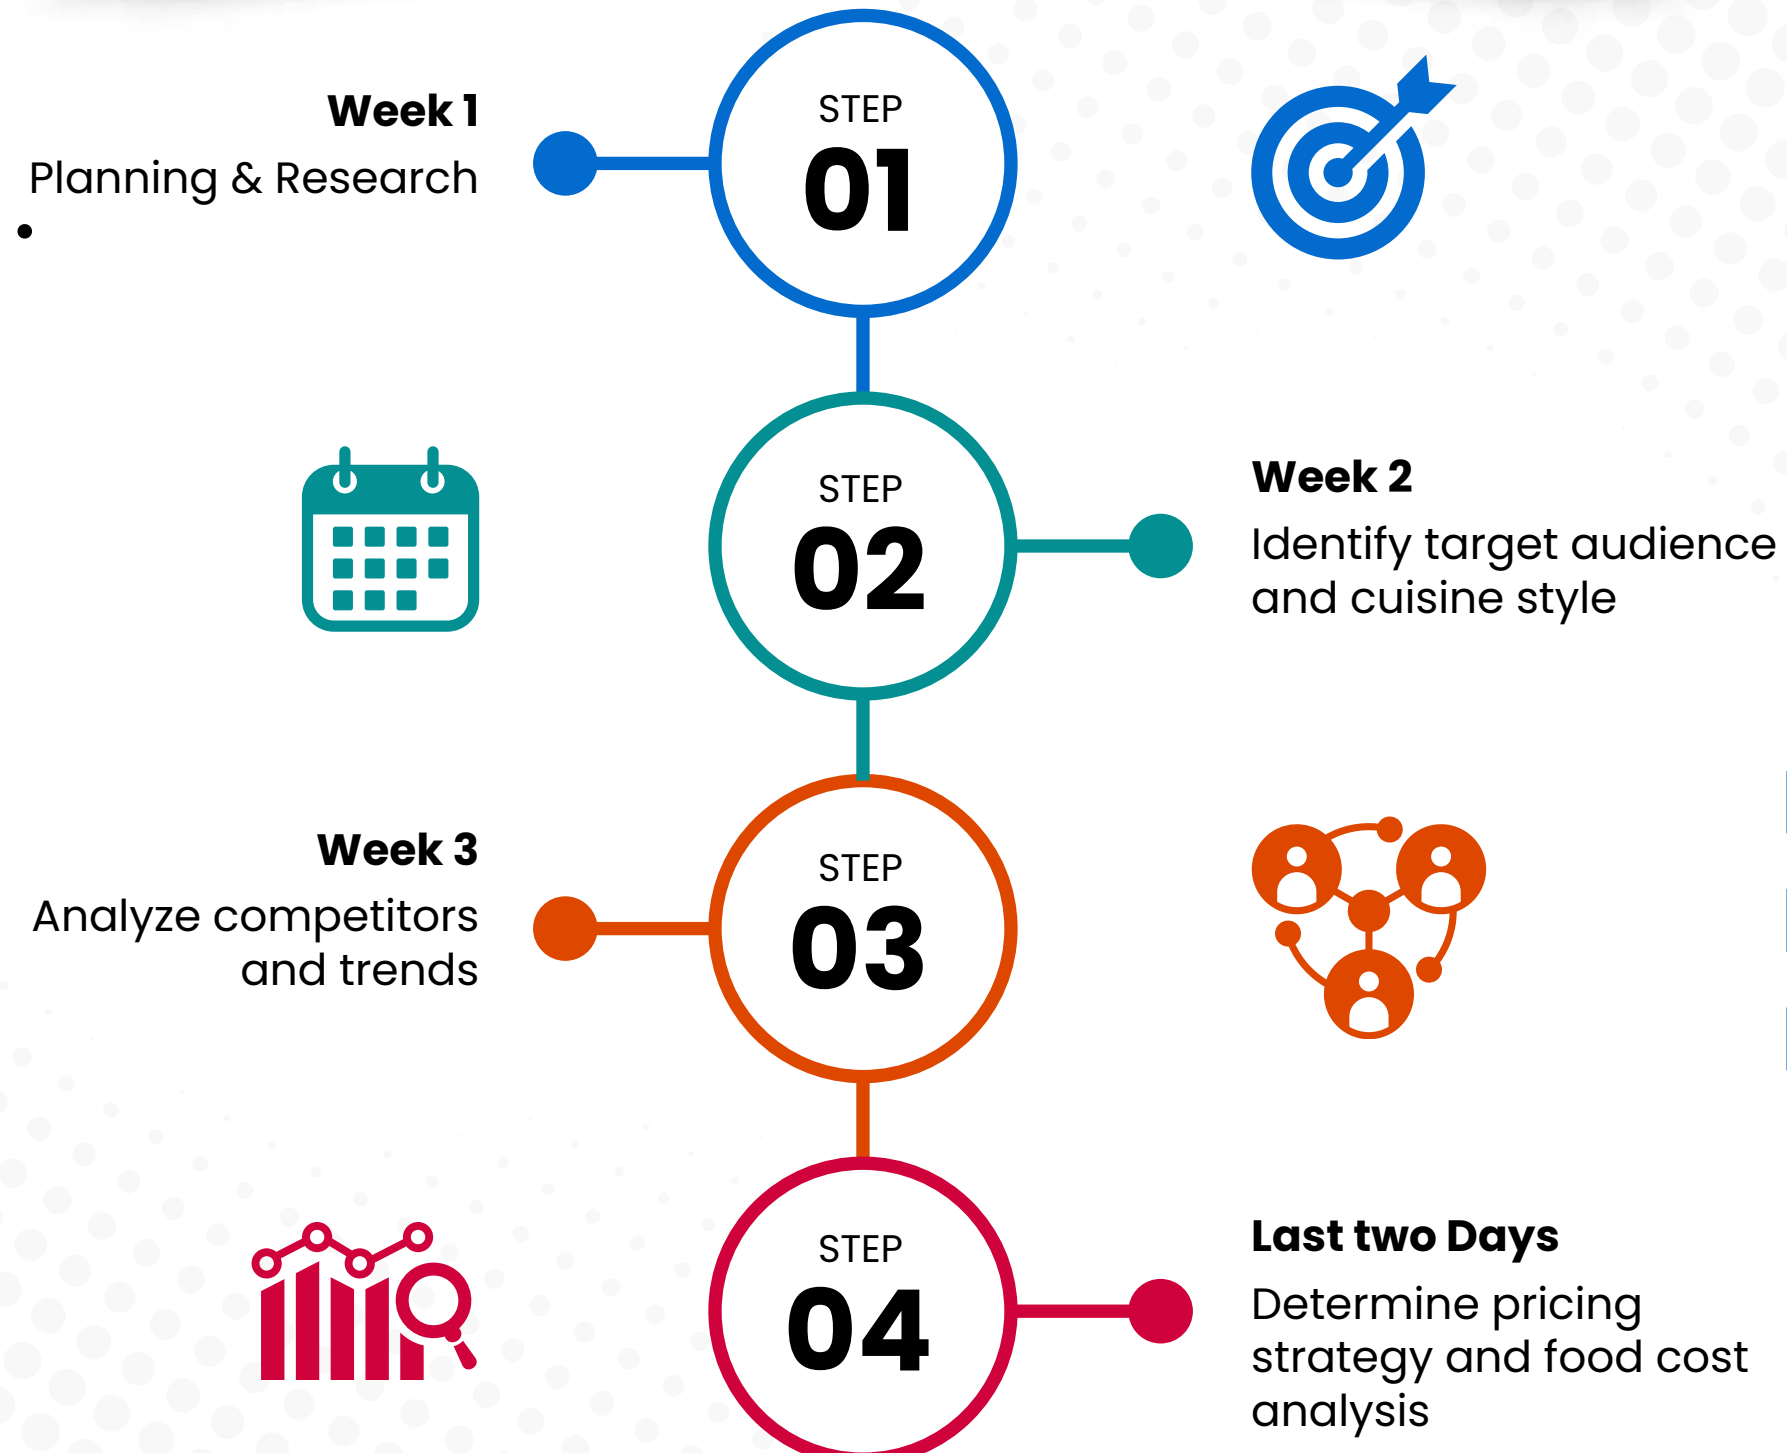 Week 1
Planning & Research
•
STEP
01
STEP
02
Week 2
Identify target audience
and cuisine style
Week 3
Analyze competitors
and trends
STEP
03
STEP
04
Last two Days
Determine pricing
strategy and food cost
analysis